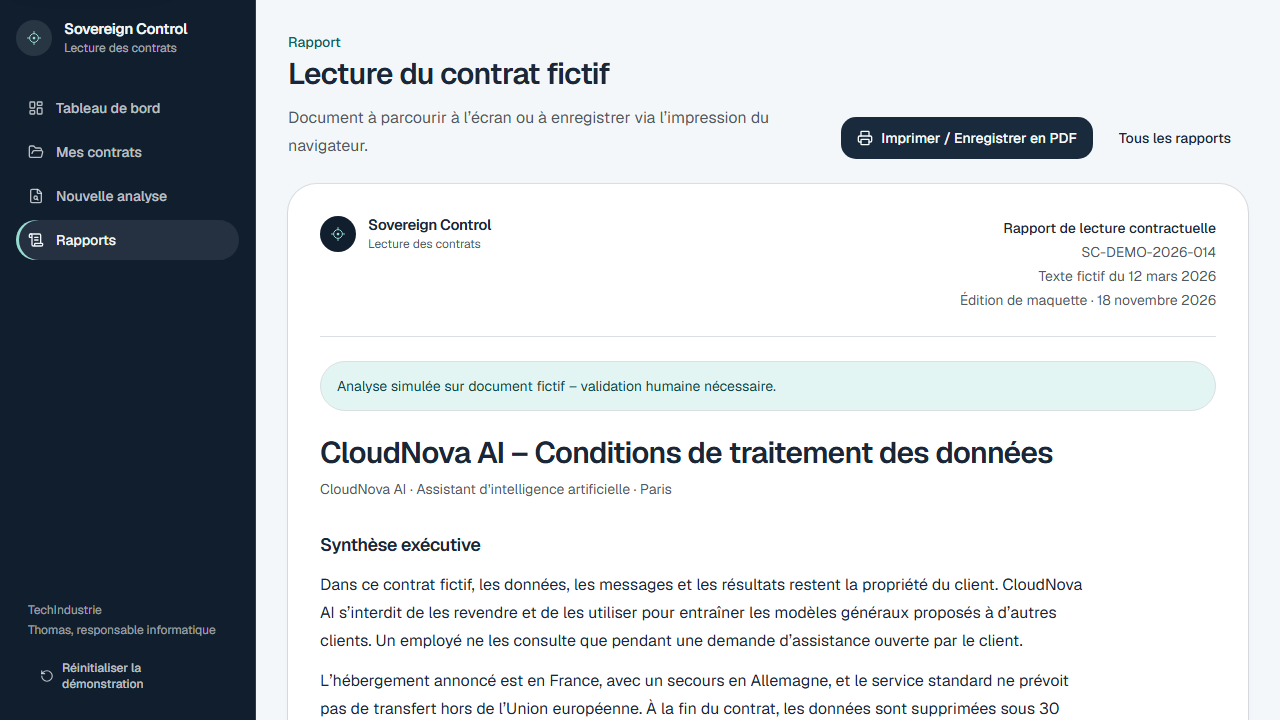 Sovereign Control
Lecture des contrats
Tableau de bord
Mes contrats
Nouvelle analyse
Rapports
TechIndustrie
Thomas, responsable informatique
Réinitialiser la
démonstration
Rapport
Lecture du contrat fictif
Document à parcourir à l’écran ou à enregistrer via l’impression du
navigateur.
Imprimer / Enregistrer en PDF
Tous les rapports
Sovereign Control
Lecture des contrats
Rapport de lecture contractuelle
SC-DEMO-2026-014
Texte fictif du 12 mars 2026
Édition de maquette · 18 novembre 2026
Analyse simulée sur document fictif – validation humaine nécessaire.
CloudNova AI – Conditions de traitement des données
CloudNova AI · Assistant d’intelligence artificielle · Paris
Synthèse exécutive
Dans ce contrat fictif, les données, les messages et les résultats restent la propriété du client. CloudNova
AI s’interdit de les revendre et de les utiliser pour entraîner les modèles généraux proposés à d’autres
clients. Un employé ne les consulte que pendant une demande d’assistance ouverte par le client.
L’hébergement annoncé est en France, avec un secours en Allemagne, et le service standard ne prévoit
pas de transfert hors de l’Union européenne. À la fin du contrat, les données sont supprimées sous 30